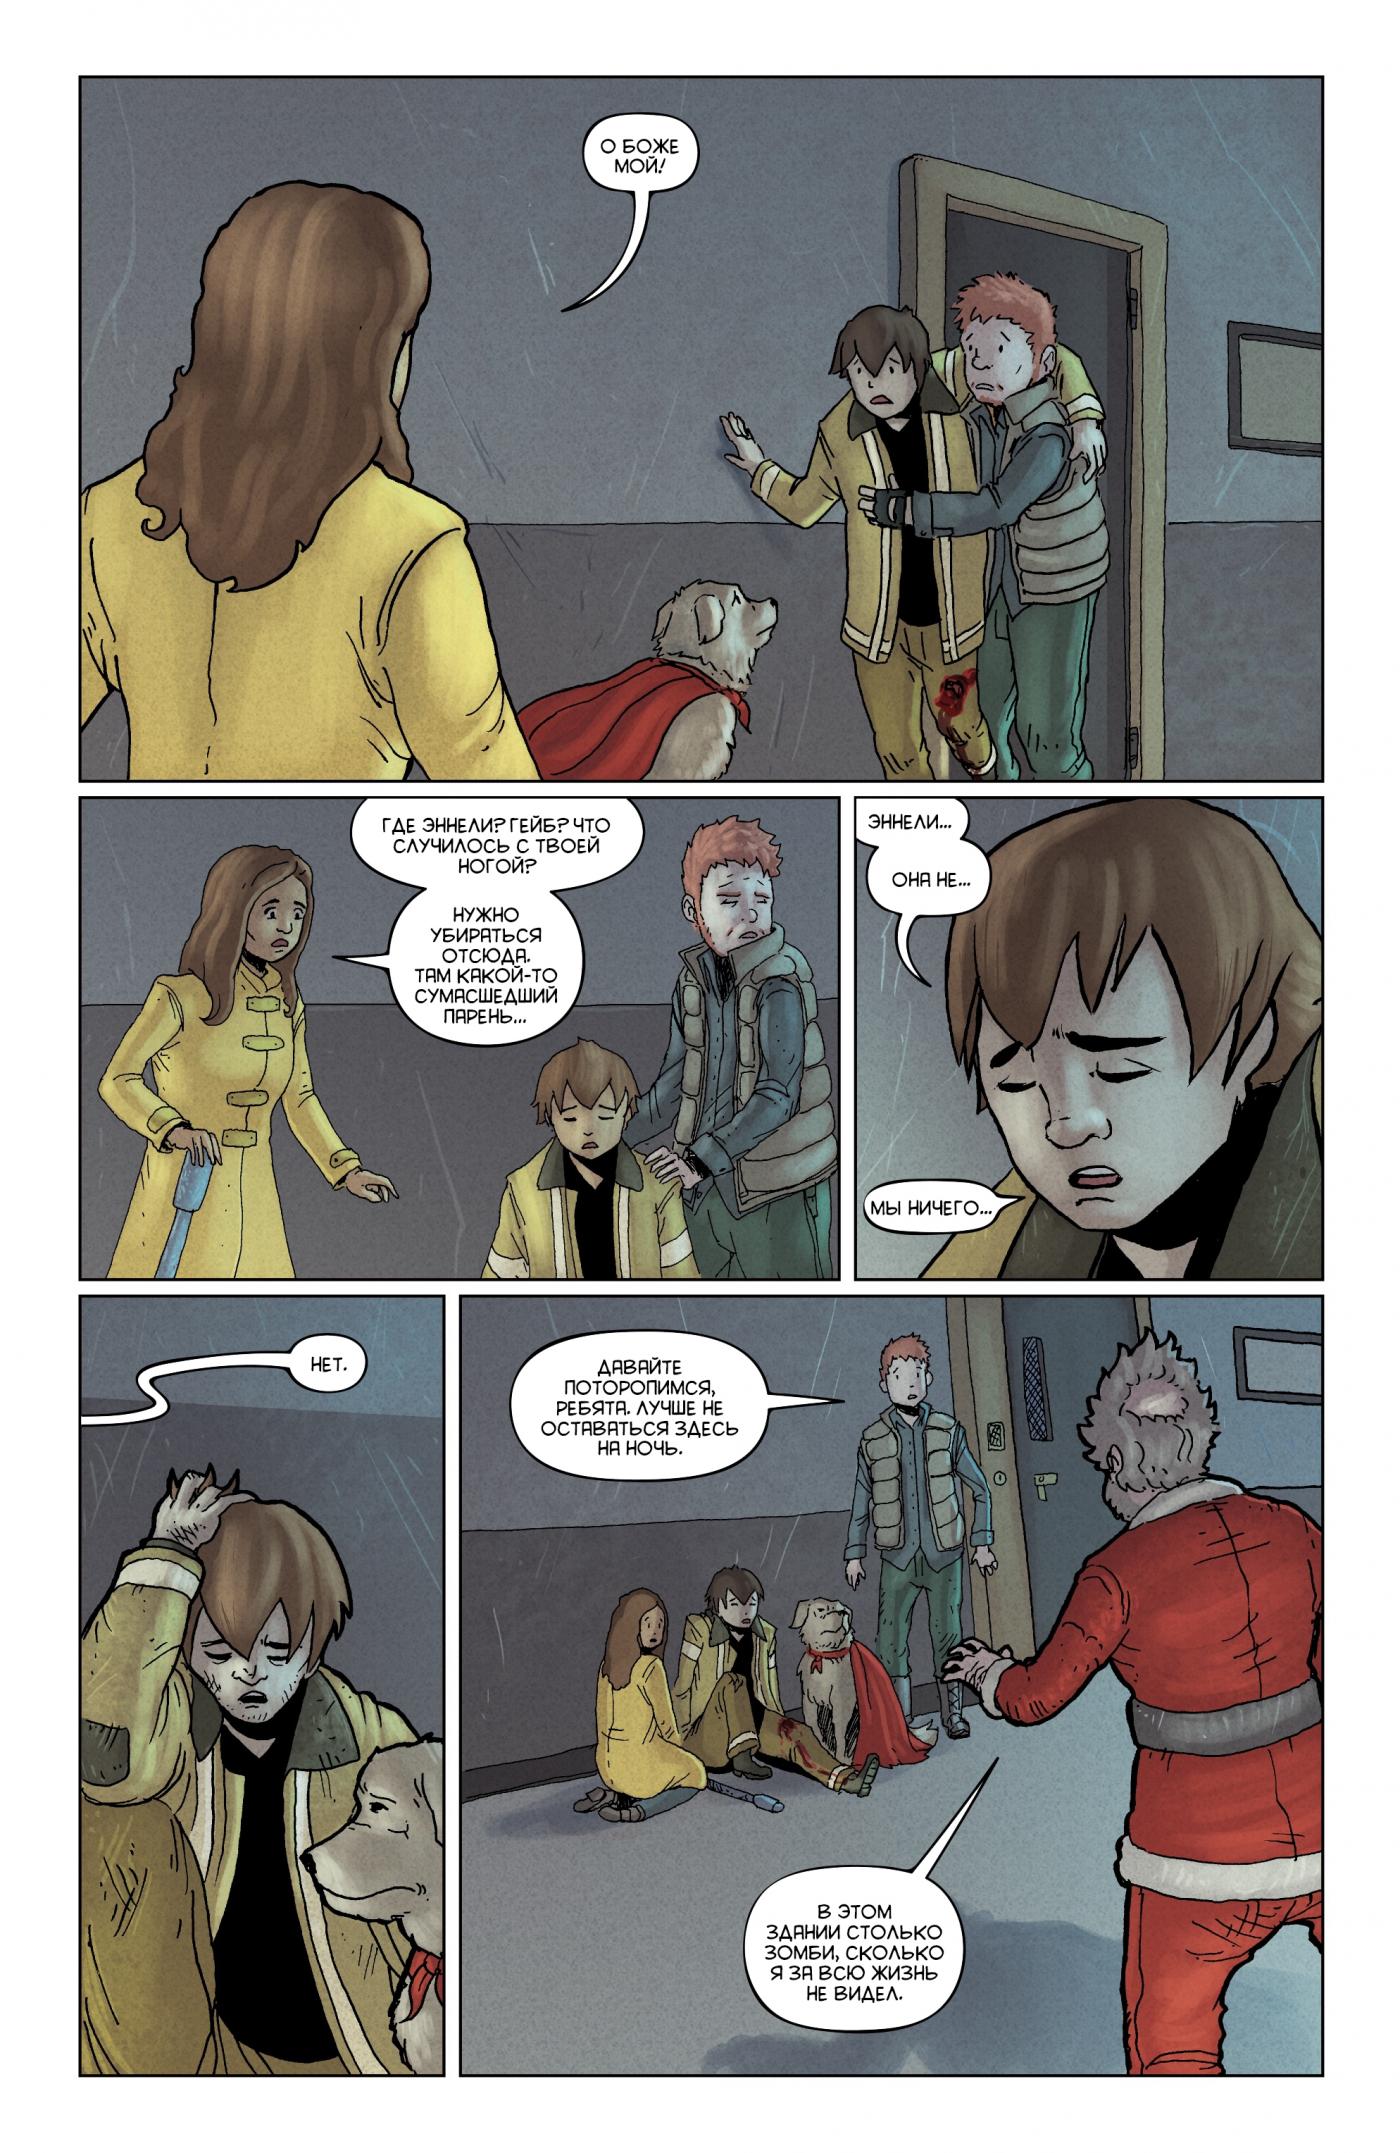 О БОЖЕ
МОЙ!
ГДЕ ЭННЕЛИ? ГЕЙБ? ЧТО
СЛУЧИЛОСЬ С ТВОЕЙ
НОГОЙ?
НУЖНО
УБИРАТЬСЯ
ОТСЮДА.
ТАМ КАКОЙ-ТО
СУМАСШЕДШИЙ
ПАРЕНЬ...
ЭННЕЛИ...
ОНА НЕ...
МЫ НИЧЕГО...
НЕТ.
ДАВАЙТЕ
ПОТОРОПИМСЯ,
РЕБЯТА. ЛУЧШЕ НЕ
ОСТАВАТЬСЯ ЗДЕСЬ
НА НОЧЬ.
В ЭТОМ
ЗДАНИИ СТОЛЬКО
ЗОМБИ, СКОЛЬКО
Я ЗА ВСЮ ЖИЗНЬ
НЕ ВИДЕЛ.